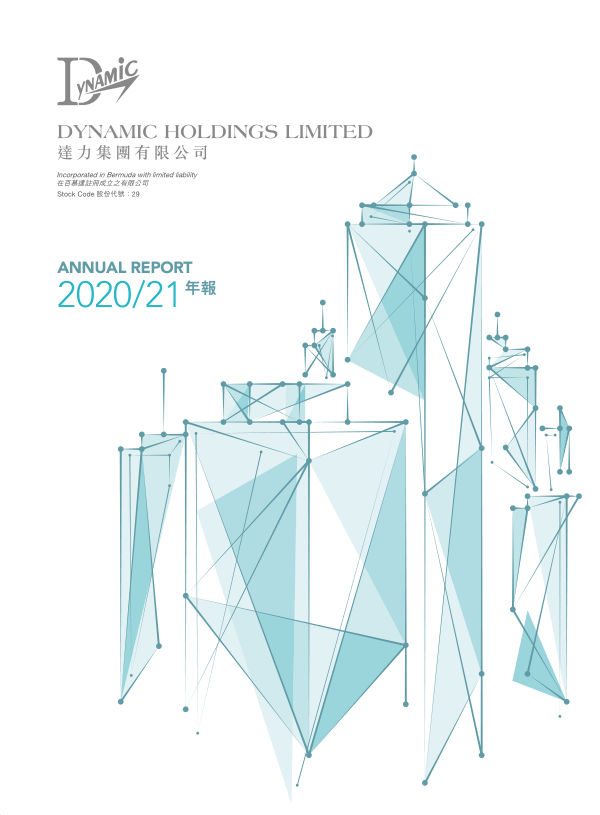 DYNAMIC
DYNAMIC HOLDINGS LIMITED
達力集團有限公司
Incorporated in Bermuda with limited liability
在百慕達註冊成立之有限公司
Stock Code 股份代號：29
ANNUAL REPORT
2020/21年報